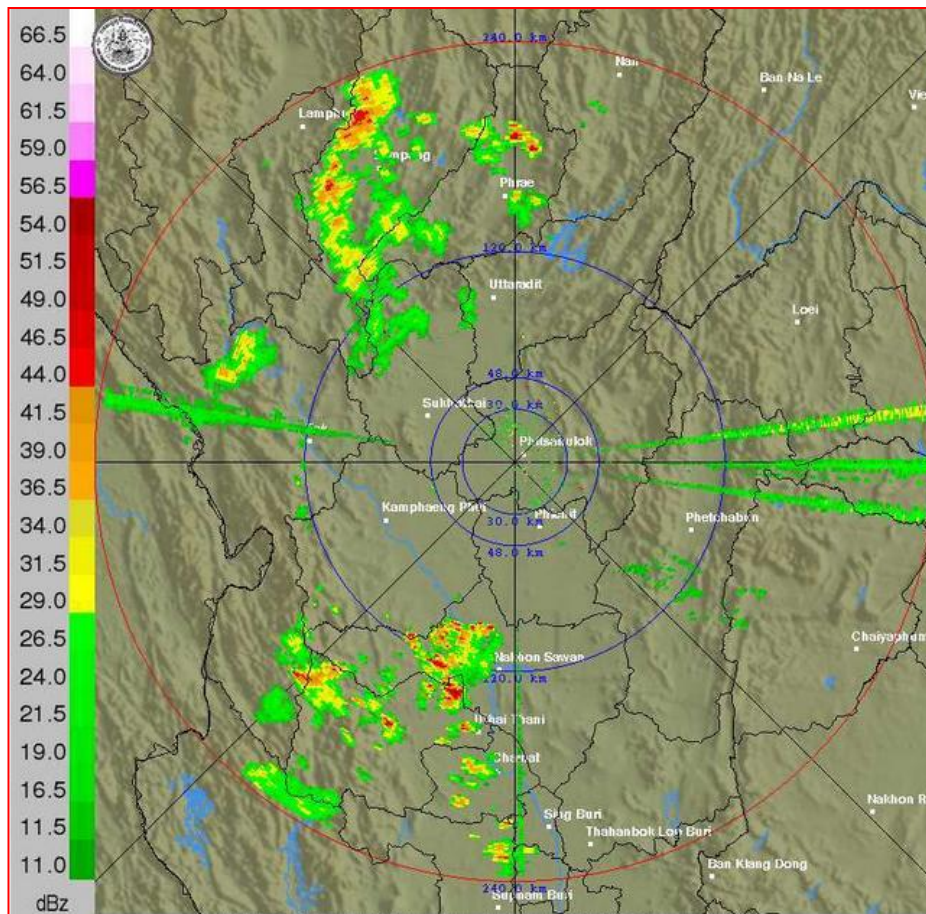 66.5
64.0
61.5
59.0
56.5
54.0
51.5
49.0
46.5
44.0
41.5
39.0
36.5
34.0
31.5
29.0
26.5
24.0
21.5
19.0
16.5
11.5
11.0
dBz
240.0 km
Nan
Ban Na Le
Phrae
120.0 km
Uttaradit
Loei
48.0 km
30.0 km
Sukhothai
Phitsanulok
Kamphaeng Phet
Phichit
30.0 km
48.0 km
Phetchabun
Chaiyaphum
Nakhon Sawan
120.0 km
Uthai Thani
Chainat
Sing Buri
Thahanbok Lop Buri
Ban Klang Dong
240.0 km
Suphan Buri